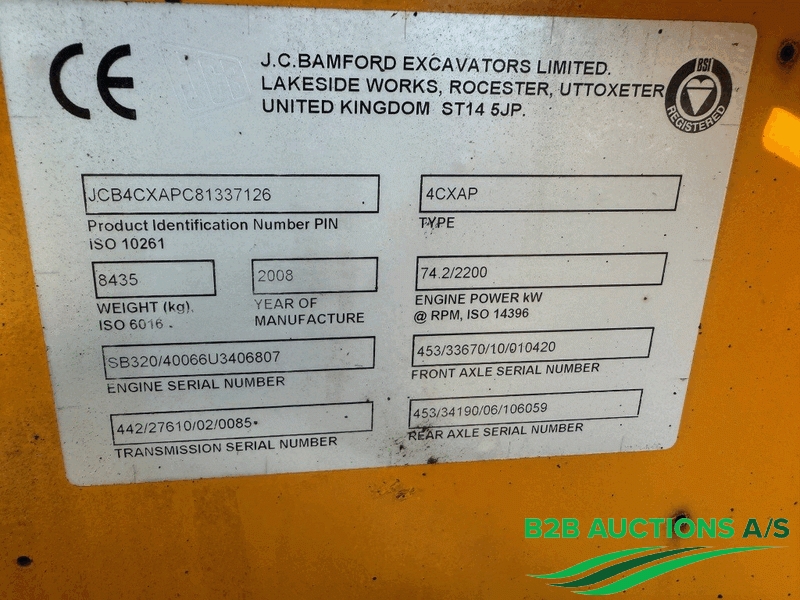 CE
J.C.BAMFORD EXCAVATORS LIMITED.
LAKESIDE WORKS, ROCESTER, UTTOXETER
UNITED KINGDOM ST14 5JP.
BSI
REGISTERED
JCB4CXAPC81337126
Product Identification Number PIN
ISO 10261
4CXAP
TYPE
8435
WEIGHT (kg).
ISO 6016.
2008
YEAR OF
MANUFACTURE
74.2/2200
ENGINE POWER kW
@ RPM, ISO 14396
SB320/40066U3406807
ENGINE SERIAL NUMBER
453/33670/10/010420
FRONT AXLE SERIAL NUMBER
442/27610/02/0085
TRANSMISSION SERIAL NUMBER
453/34190/06/106059
REAR AXLE SERIAL NUMBER
B2B AUCTIONS A/S